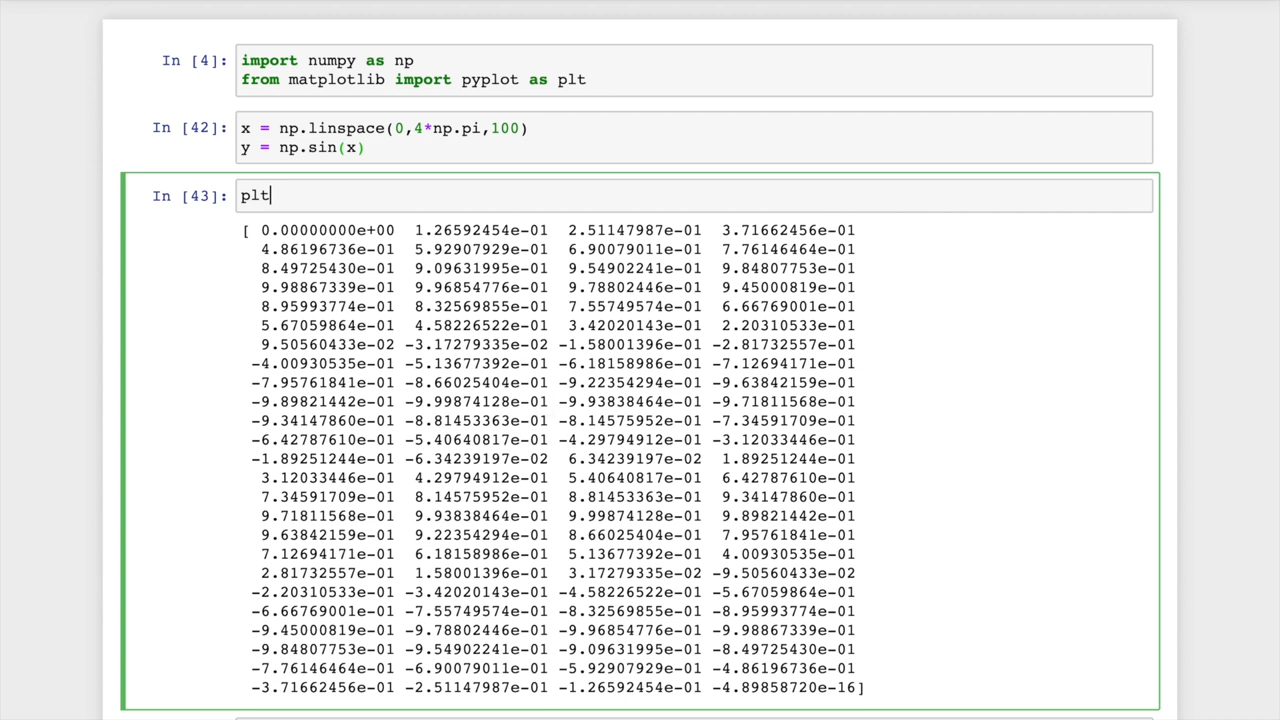 In [4]: import numpy as np
from matplotlib import pyplot as plt
In [42]: x = np.linspace(0,4*np.pi,100)
y = np.sin(x)
In [43]: plt
[ 0.00000000e+00 1.26592454e-01 2.51147987e-01 3.71662456e-01
4.86196736e-01 5.92907929e-01 6.90079011e-01 7.76146464e-01
8.49725430e-01 9.09631995e-01 9.54902241e-01 9.84807753e-01
9.98867339e-01 9.96854776e-01 9.78802446e-01 9.45000819e-01
8.95993774e-01 8.32569855e-01 7.55749574e-01 6.66769001e-01
5.67059864e-01 4.58226522e-01 3.42020143e-01 2.20310533e-01
9.50560433e-02 -3.17279335e-02 -1.58001396e-01 -2.81732557e-01
-4.00930535e-01 -5.13677392e-01 -6.18158986e-01 -7.12694171e-01
-7.95761841e-01 -8.66025404e-01 -9.22354294e-01 -9.63842159e-01
-9.89821442e-01 -9.99874128e-01 -9.93838464e-01 -9.71811568e-01
-9.34147860e-01 -8.81453363e-01 -8.14575952e-01 -7.34591709e-01
-6.42787610e-01 -5.40640817e-01 -4.29794912e-01 -3.12033446e-01
-1.89251244e-01 -6.34239197e-02 6.34239197e-02 1.89251244e-01
3.12033446e-01 4.29794912e-01 5.40640817e-01 6.42787610e-01
7.34591709e-01 8.14575952e-01 8.81453363e-01 9.34147860e-01
9.71811568e-01 9.93838464e-01 9.99874128e-01 9.89821442e-01
9.63842159e-01 9.22354294e-01 8.66025404e-01 7.95761841e-01
7.12694171e-01 6.18158986e-01 5.13677392e-01 4.00930535e-01
2.81732557e-01 1.58001396e-01 3.17279335e-02 -9.50560433e-02
-2.20310533e-01 -3.42020143e-01 -4.58226522e-01 -5.67059864e-01
-6.66769001e-01 -7.55749574e-01 -8.32569855e-01 -8.95993774e-01
-9.45000819e-01 -9.78802446e-01 -9.96854776e-01 -9.98867339e-01
-9.84807753e-01 -9.54902241e-01 -9.09631995e-01 -8.49725430e-01
-7.76146464e-01 -6.90079011e-01 -5.92907929e-01 -4.86196736e-01
-3.71662456e-01 -2.51147987e-01 -1.26592454e-01 -4.89858720e-16]